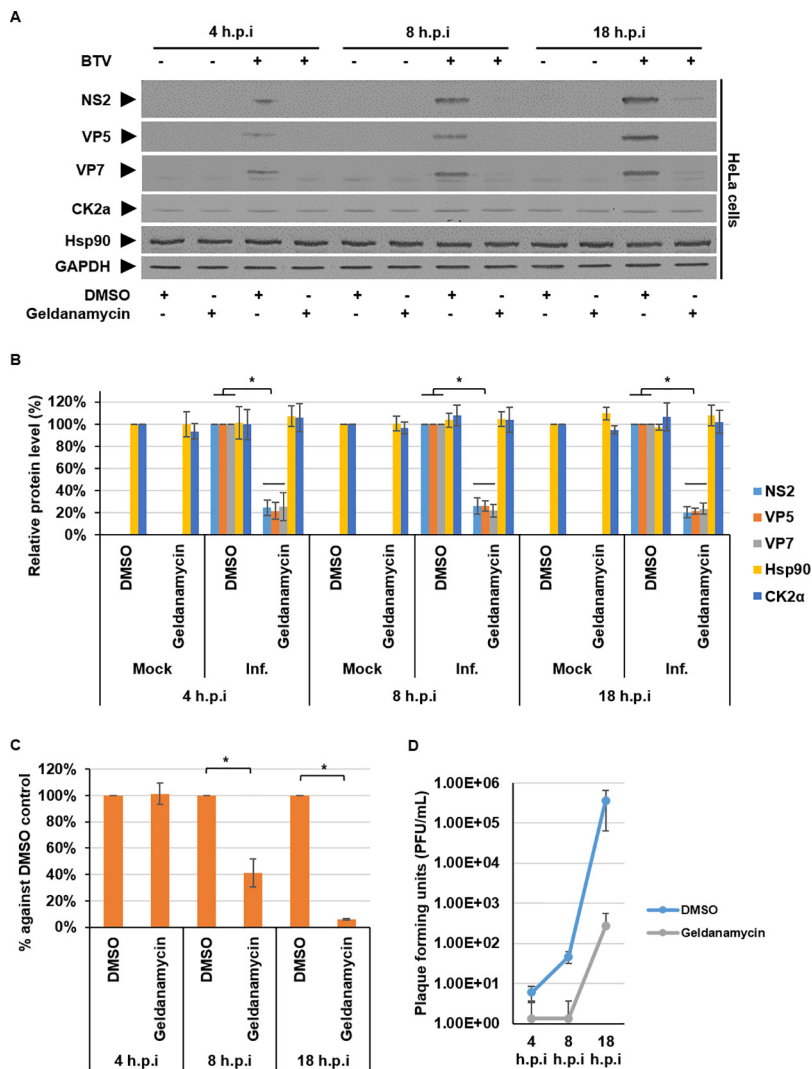 A
4 h.p.i 8 h.p.i 18 h.p.i
BTV - - + + - - + + - - + +
NS2
VP5
VP7
CK2a
Hsp90
GAPDH
HeLa cells
DMSO + - + - + - + - + - + -
Geldanamycin - + - + - + - + - + - +
B
Relative protein level (%)
120%
100%
80%
60%
40%
20%
0%
* * *
DMSO Geldanamycin DMSO Geldanamycin DMSO Geldanamycin DMSO Geldanamycin DMSO Geldanamycin DMSO Geldanamycin
Mock Inf. Mock Inf. Mock Inf.
4 h.p.i 8 h.p.i 18 h.p.i
NS2
VP5
VP7
Hsp90
CK2α
C
% against DMSO control
120%
100%
80%
60%
40%
20%
0%
* *
DMSO Geldanamycin DMSO Geldanamycin DMSO Geldanamycin
4 h.p.i 8 h.p.i 18 h.p.i
D
Plaque forming units (PFU/mL)
1.00E+06
1.00E+05
1.00E+04
1.00E+03
1.00E+02
1.00E+01
1.00E+00
4 8 18
h.p.i h.p.i h.p.i
DMSO
Geldanamycin